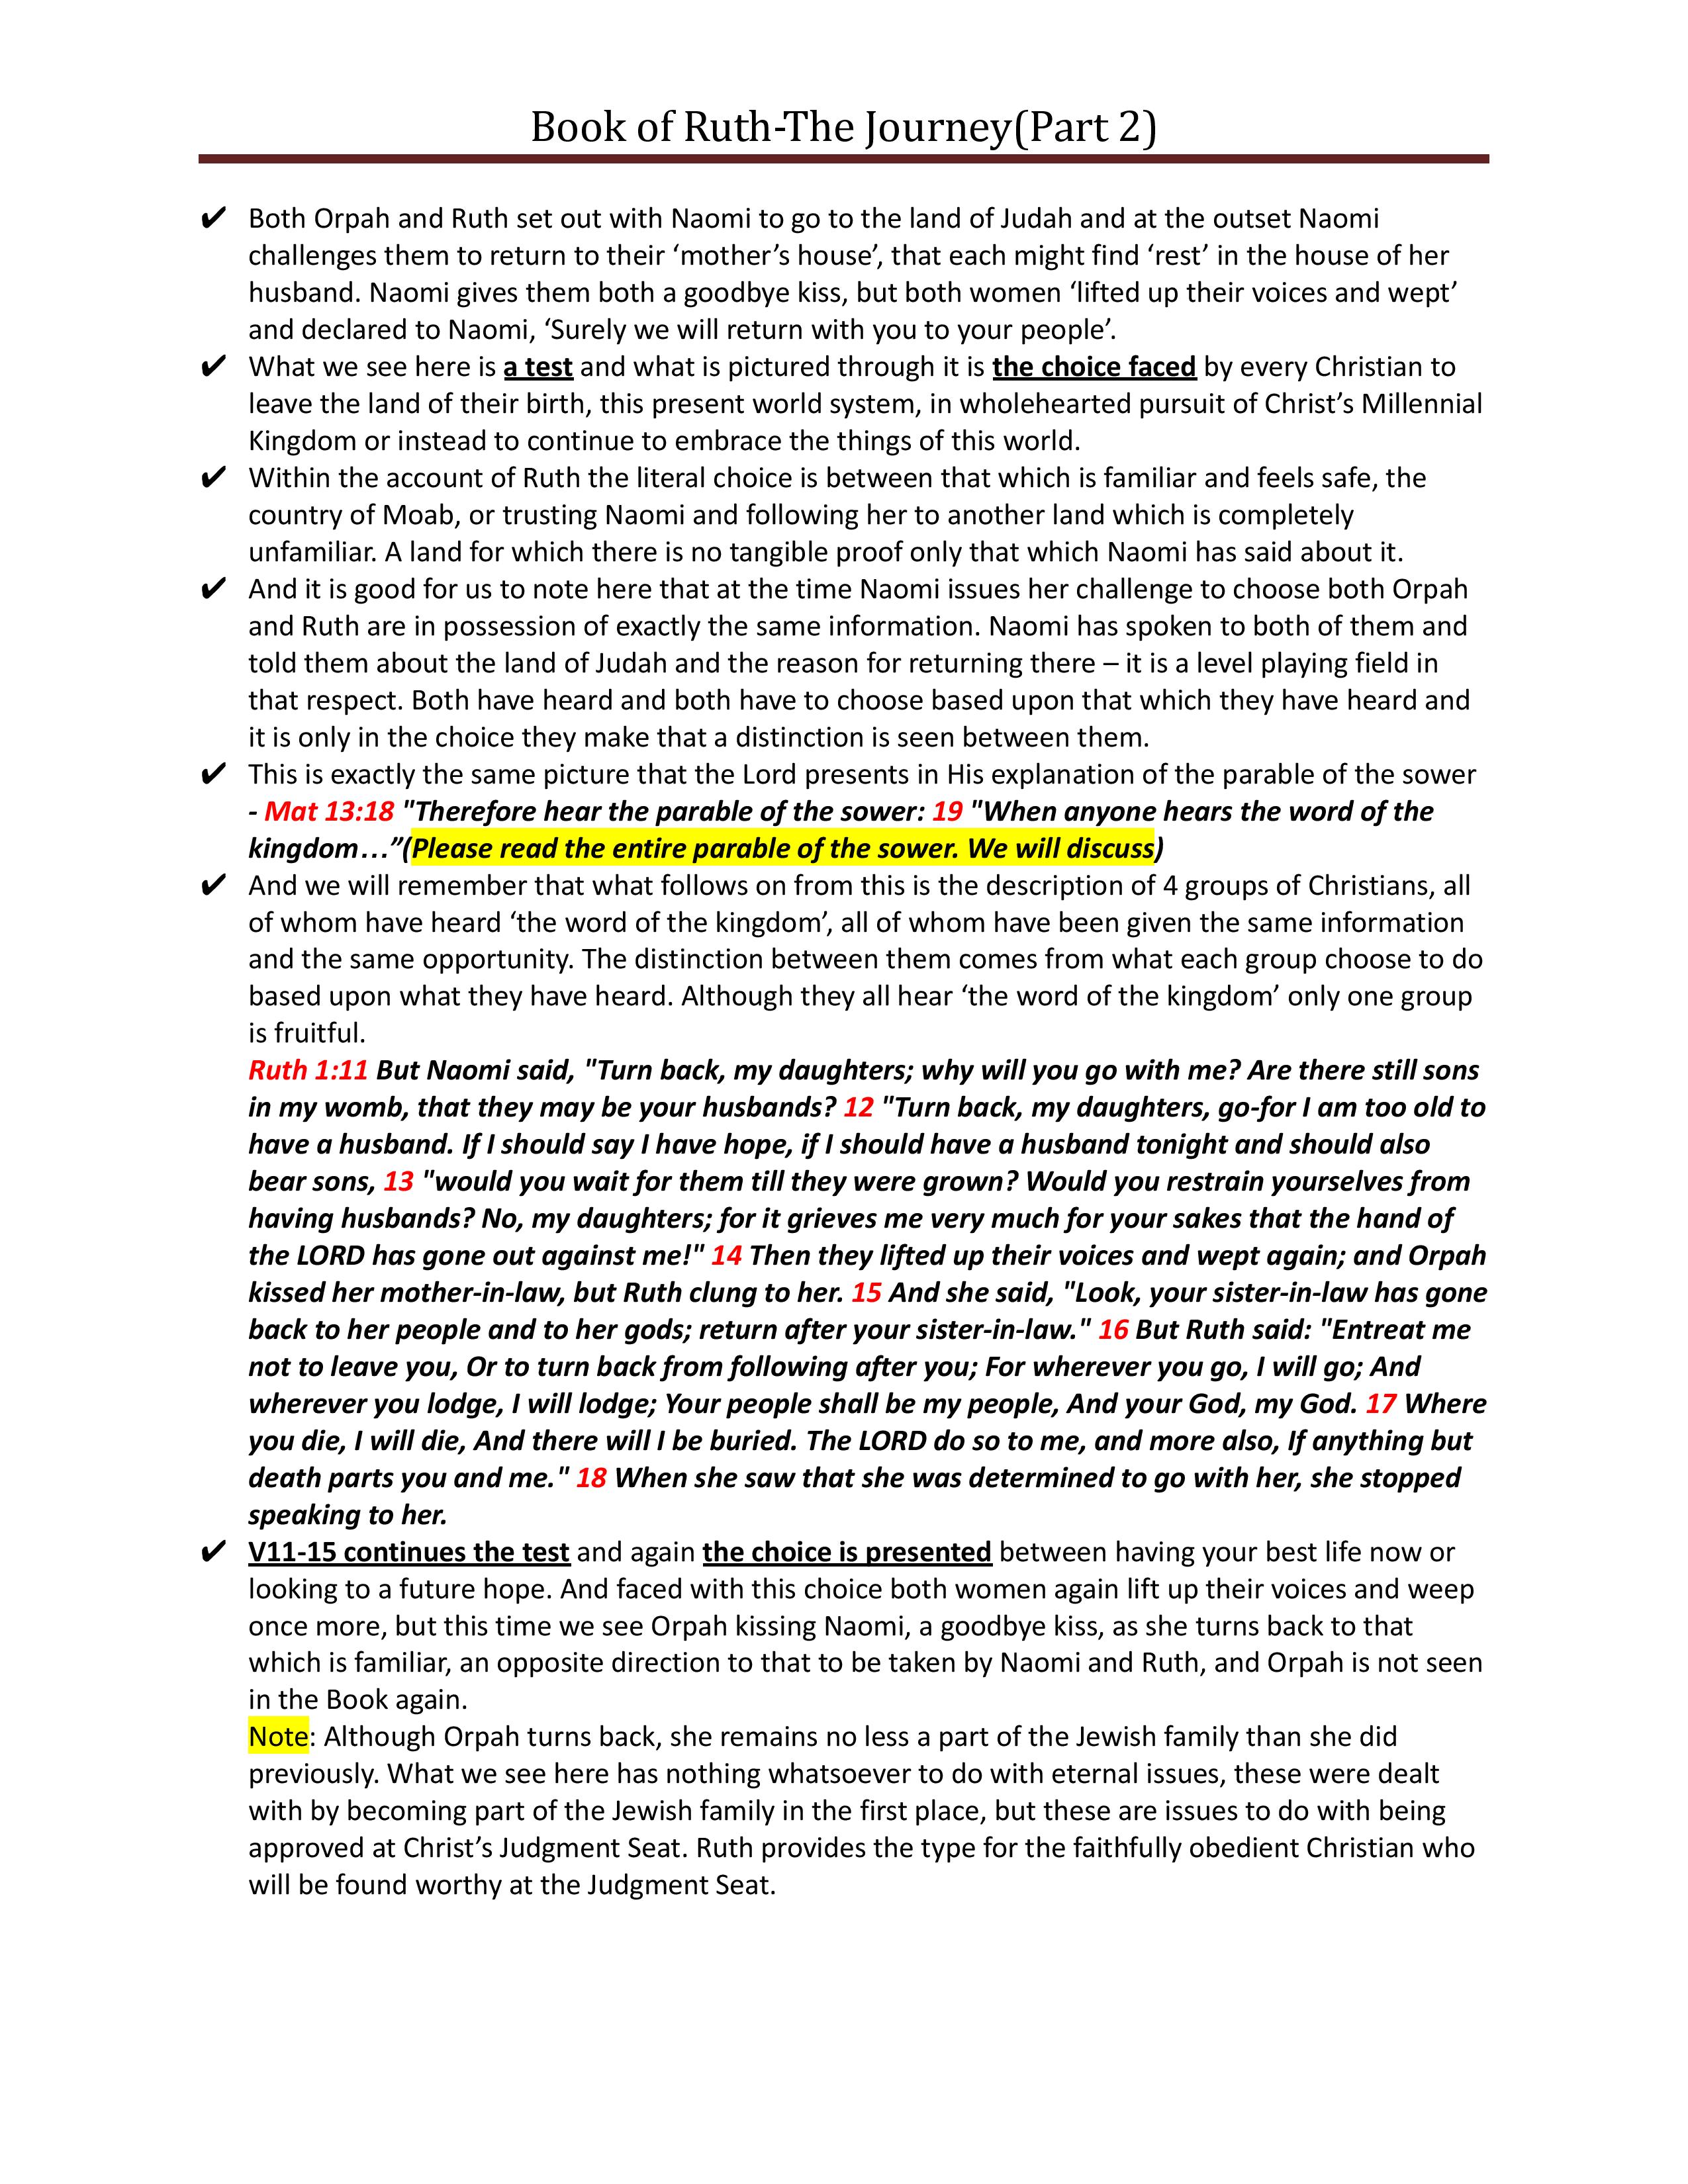 Book of Ruth-The Journey(Part 2)
✔ Both Orpah and Ruth set out with Naomi to go to the land of Judah and at the outset Naomi
challenges them to return to their ‘mother’s house’, that each might find ‘rest’ in the house of her
husband. Naomi gives them both a goodbye kiss, but both women ‘lifted up their voices and wept’
and declared to Naomi, ‘Surely we will return with you to your people’.
✔ What we see here is a test and what is pictured through it is the choice faced by every Christian to
leave the land of their birth, this present world system, in wholehearted pursuit of Christ’s Millennial
Kingdom or instead to continue to embrace the things of this world.
✔ Within the account of Ruth the literal choice is between that which is familiar and feels safe, the
country of Moab, or trusting Naomi and following her to another land which is completely
unfamiliar. A land for which there is no tangible proof only that which Naomi has said about it.
✔ And it is good for us to note here that at the time Naomi issues her challenge to choose both Orpah
and Ruth are in possession of exactly the same information. Naomi has spoken to both of them and
told them about the land of Judah and the reason for returning there – it is a level playing field in
that respect. Both have heard and both have to choose based upon that which they have heard and
it is only in the choice they make that a distinction is seen between them.
✔ This is exactly the same picture that the Lord presents in His explanation of the parable of the sower
- Mat 13:18 "Therefore hear the parable of the sower: 19 "When anyone hears the word of the
kingdom…”(Please read the entire parable of the sower. We will discuss)
✔ And we will remember that what follows on from this is the description of 4 groups of Christians, all
of whom have heard ‘the word of the kingdom’, all of whom have been given the same information
and the same opportunity. The distinction between them comes from what each group choose to do
based upon what they have heard. Although they all hear ‘the word of the kingdom’ only one group
is fruitful.
Ruth 1:11 But Naomi said, "Turn back, my daughters; why will you go with me? Are there still sons
in my womb, that they may be your husbands? 12 "Turn back, my daughters, go-for I am too old to
have a husband. If I should say I have hope, if I should have a husband tonight and should also
bear sons, 13 "would you wait for them till they were grown? Would you restrain yourselves from
having husbands? No, my daughters; for it grieves me very much for your sakes that the hand of
the LORD has gone out against me!" 14 Then they lifted up their voices and wept again; and Orpah
kissed her mother-in-law, but Ruth clung to her. 15 And she said, "Look, your sister-in-law has gone
back to her people and to her gods; return after your sister-in-law." 16 But Ruth said: "Entreat me
not to leave you, Or to turn back from following after you; For wherever you go, I will go; And
wherever you lodge, I will lodge; Your people shall be my people, And your God, my God. 17 Where
you die, I will die, And there will I be buried. The LORD do so to me, and more also, If anything but
death parts you and me." 18 When she saw that she was determined to go with her, she stopped
speaking to her.
✔ V11-15 continues the test and again the choice is presented between having your best life now or
looking to a future hope. And faced with this choice both women again lift up their voices and weep
once more, but this time we see Orpah kissing Naomi, a goodbye kiss, as she turns back to that
which is familiar, an opposite direction to that to be taken by Naomi and Ruth, and Orpah is not seen
in the Book again.
Note: Although Orpah turns back, she remains no less a part of the Jewish family than she did
previously. What we see here has nothing whatsoever to do with eternal issues, these were dealt
with by becoming part of the Jewish family in the first place, but these are issues to do with being
approved at Christ’s Judgment Seat. Ruth provides the type for the faithfully obedient Christian who
will be found worthy at the Judgment Seat.